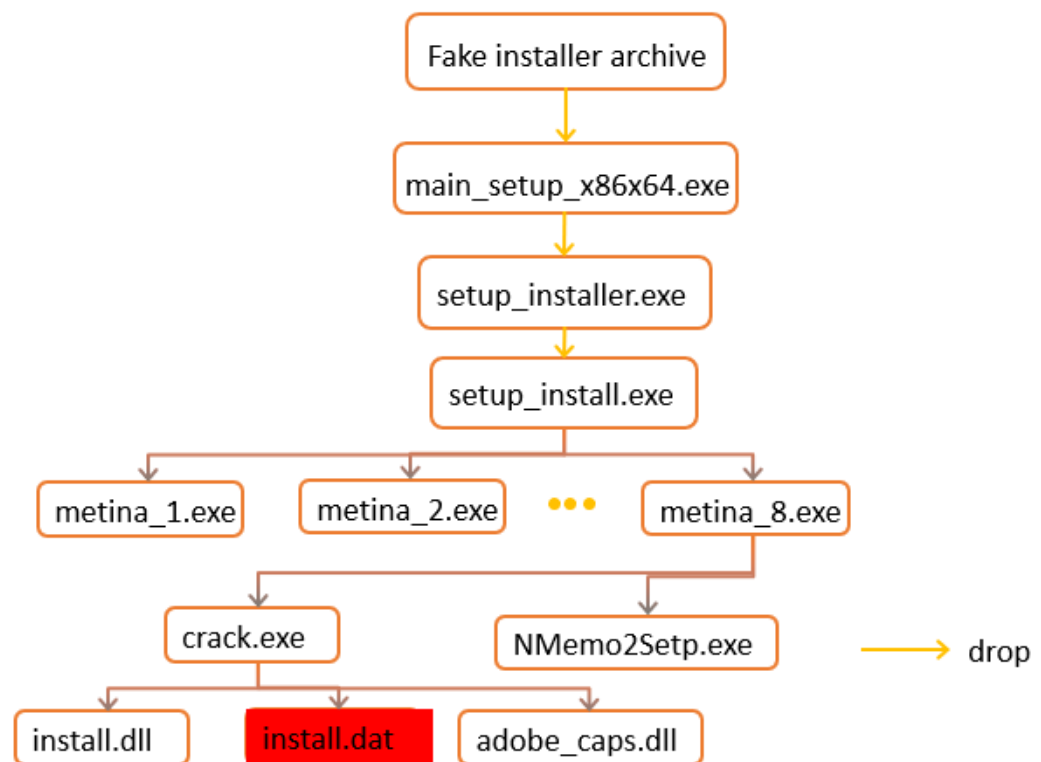 Fake installer archive
main_setup_x86x64.exe
setup_installer.exe
setup_install.exe
metina_1.exe
metina_2.exe
metina_8.exe
crack.exe
NMemo2Setp.exe
drop
install.dll
install.dat
adobe_caps.dll